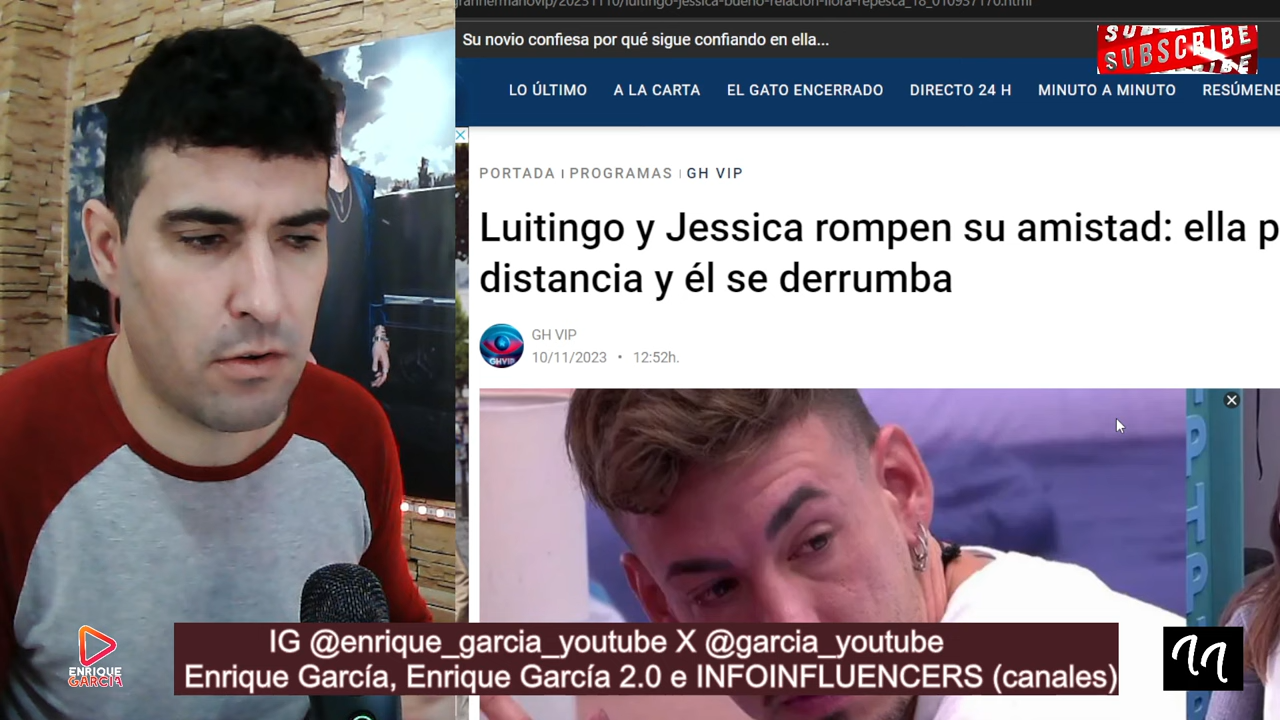 Su novio confiesa por qué sigue confiando en ella...
SUBSCRIBE
LO ÚLTIMO A LA CARTA EL GATO ENCERRADO DIRECTO 24 H MINUTO A MINUTO
PORTADA PROGRAMAS GH VIP
Luitingo y Jessica rompen su amistad: ella p
distancia y él se derrumba
GH VIP
10/11/2023 • 12:52h.
GHVIP
IG @enrique_garcia_youtube X @garcia_youtube
Enrique García, Enrique García 2.0 e INFOINFLUENCERS (canales)
ENRIQUE
GARCÍA